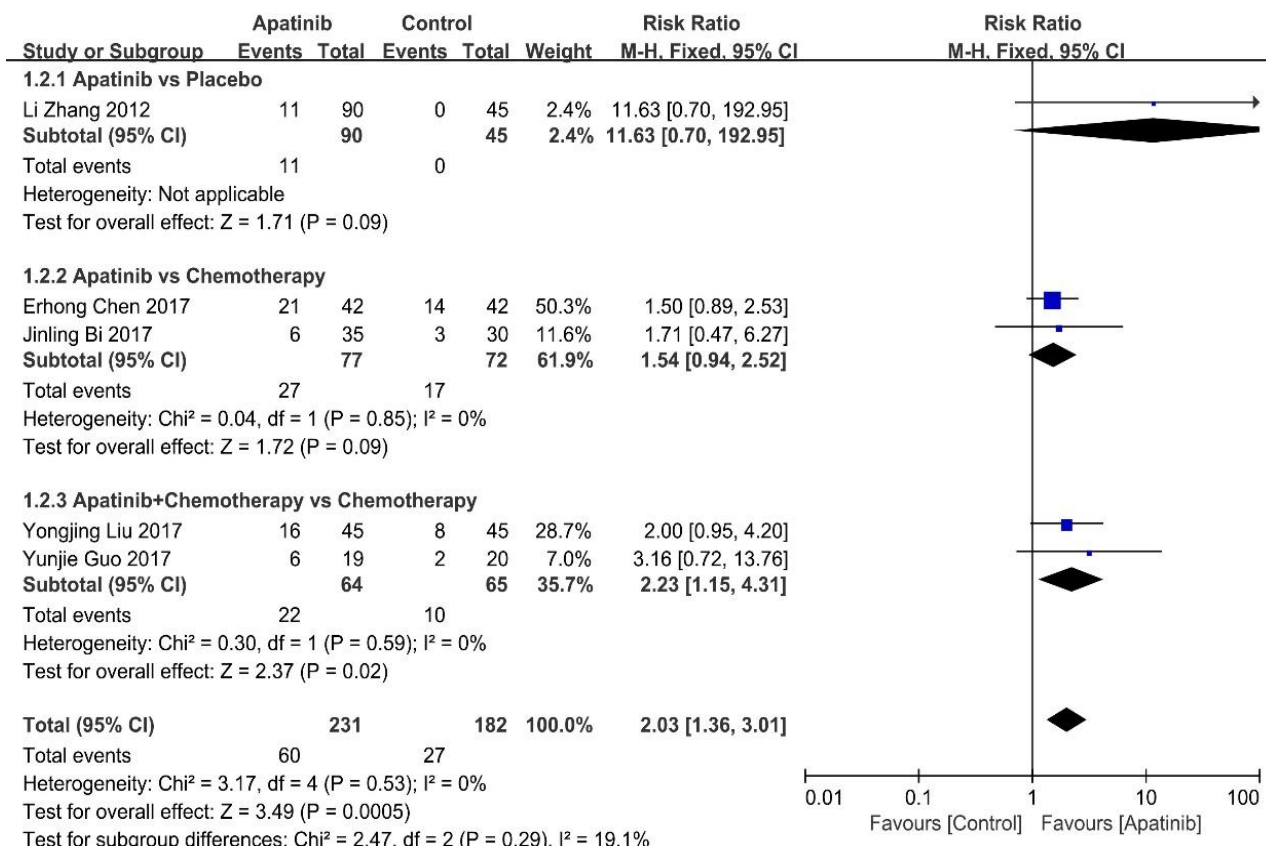 Apatinib Control Risk Ratio Risk Ratio
Study or Subgroup Events Total Events Total Weight M-H, Fixed, 95% CI M-H, Fixed, 95% CI
1.2.1 Apatinib vs Placebo
Li Zhang 2012 11 90 0 45 2.4% 11.63 [0.70, 192.95]
Subtotal (95% CI) 90 45 2.4% 11.63 [0.70, 192.95]
Total events 11 0
Heterogeneity: Not applicable
Test for overall effect: Z = 1.71 (P = 0.09)
1.2.2 Apatinib vs Chemotherapy
Erhong Chen 2017 21 42 14 42 50.3% 1.50 [0.89, 2.53]
Jinling Bi 2017 6 35 3 30 11.6% 1.71 [0.47, 6.27]
Subtotal (95% CI) 77 72 61.9% 1.54 [0.94, 2.52]
Total events 27 17
Heterogeneity: Chi² = 0.04, df = 1 (P = 0.85); I² = 0%
Test for overall effect: Z = 1.72 (P = 0.09)
1.2.3 Apatinib+Chemotherapy vs Chemotherapy
Yongjing Liu 2017 16 45 8 45 28.7% 2.00 [0.95, 4.20]
Yunjie Guo 2017 6 19 2 20 7.0% 3.16 [0.72, 13.76]
Subtotal (95% CI) 64 65 35.7% 2.23 [1.15, 4.31]
Total events 22 10
Heterogeneity: Chi² = 0.30, df = 1 (P = 0.59); I² = 0%
Test for overall effect: Z = 2.37 (P = 0.02)
Total (95% CI) 231 182 100.0% 2.03 [1.36, 3.01]
Total events 60 27
Heterogeneity: Chi² = 3.17, df = 4 (P = 0.53); I² = 0%
Test for overall effect: Z = 3.49 (P = 0.0005)
Test for subgroup differences: Chi² = 2.47, df = 2 (P = 0.29), I² = 19.1%
0.01 0.1 1 10 100
Favours [Control] Favours [Apatinib]